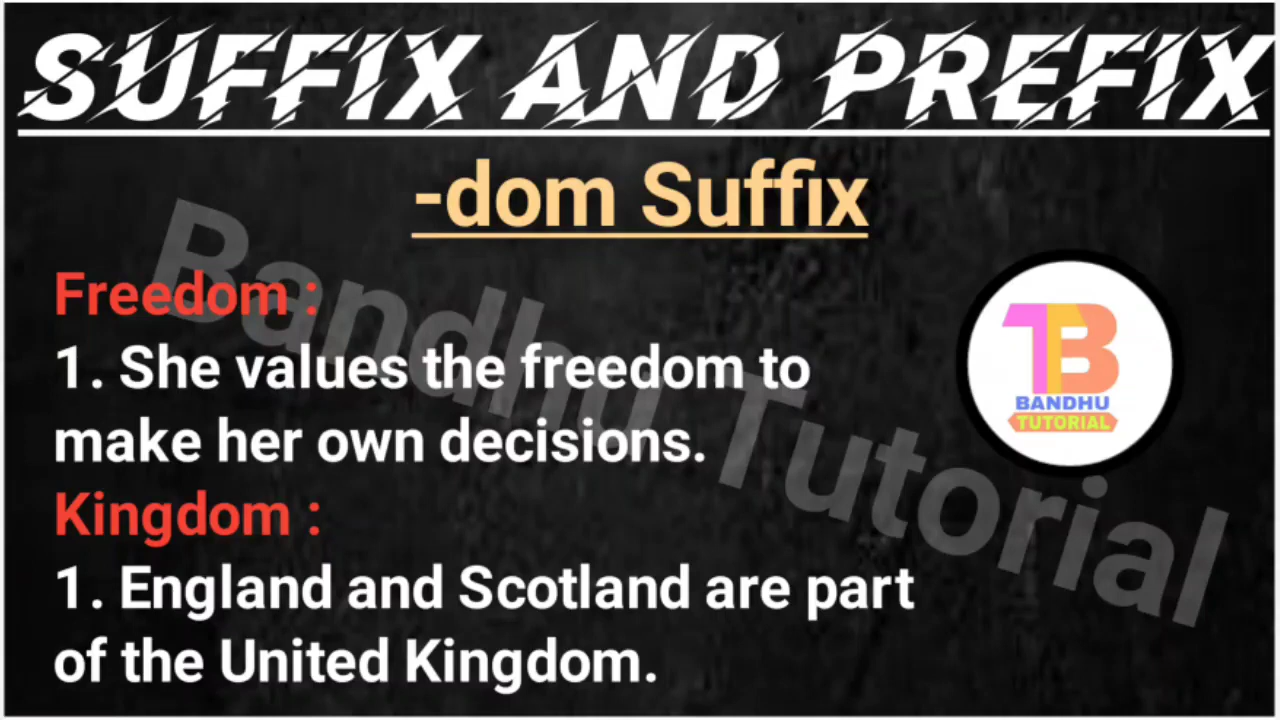 SUFFIX AND PREFIX
-dom Suffix
Freedom :
1. She values the freedom to
make her own decisions.
Kingdom :
1. England and Scotland are part
of the United Kingdom.
TB
BANDHU
TUTORIAL
Bandhu Tutorial